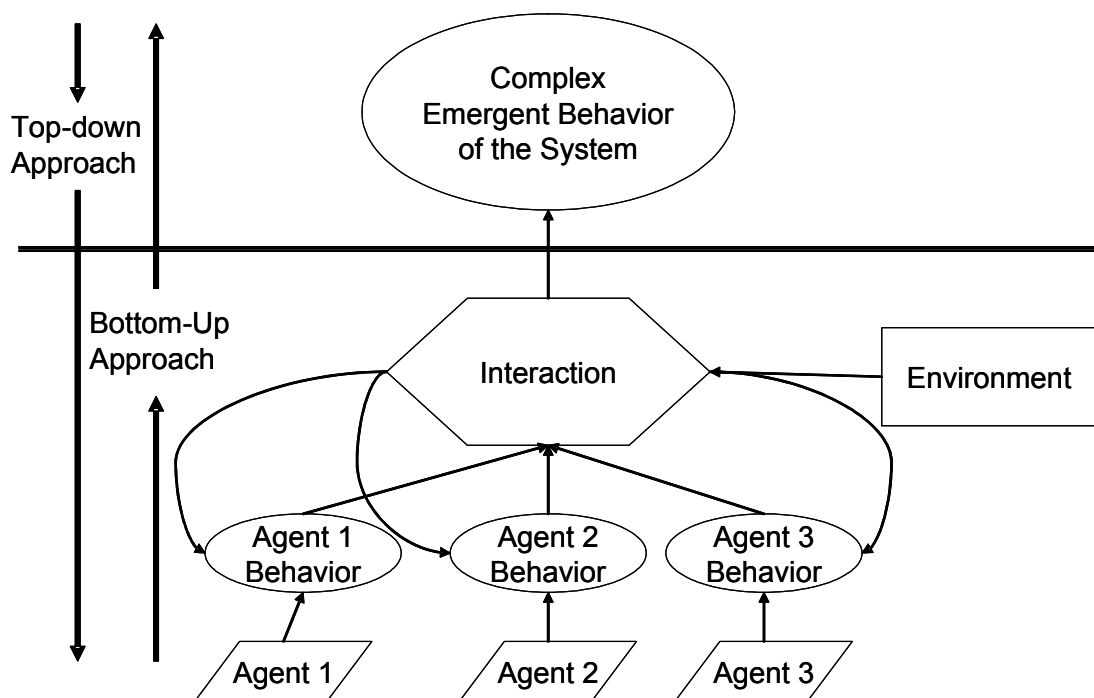 Complex
Emergent Behavior
of the System
Top-down
Approach
Bottom-Up
Approach
Interaction
Environment
Agent 1
Behavior
Agent 2
Behavior
Agent 3
Behavior
Agent 1
Agent 2
Agent 3